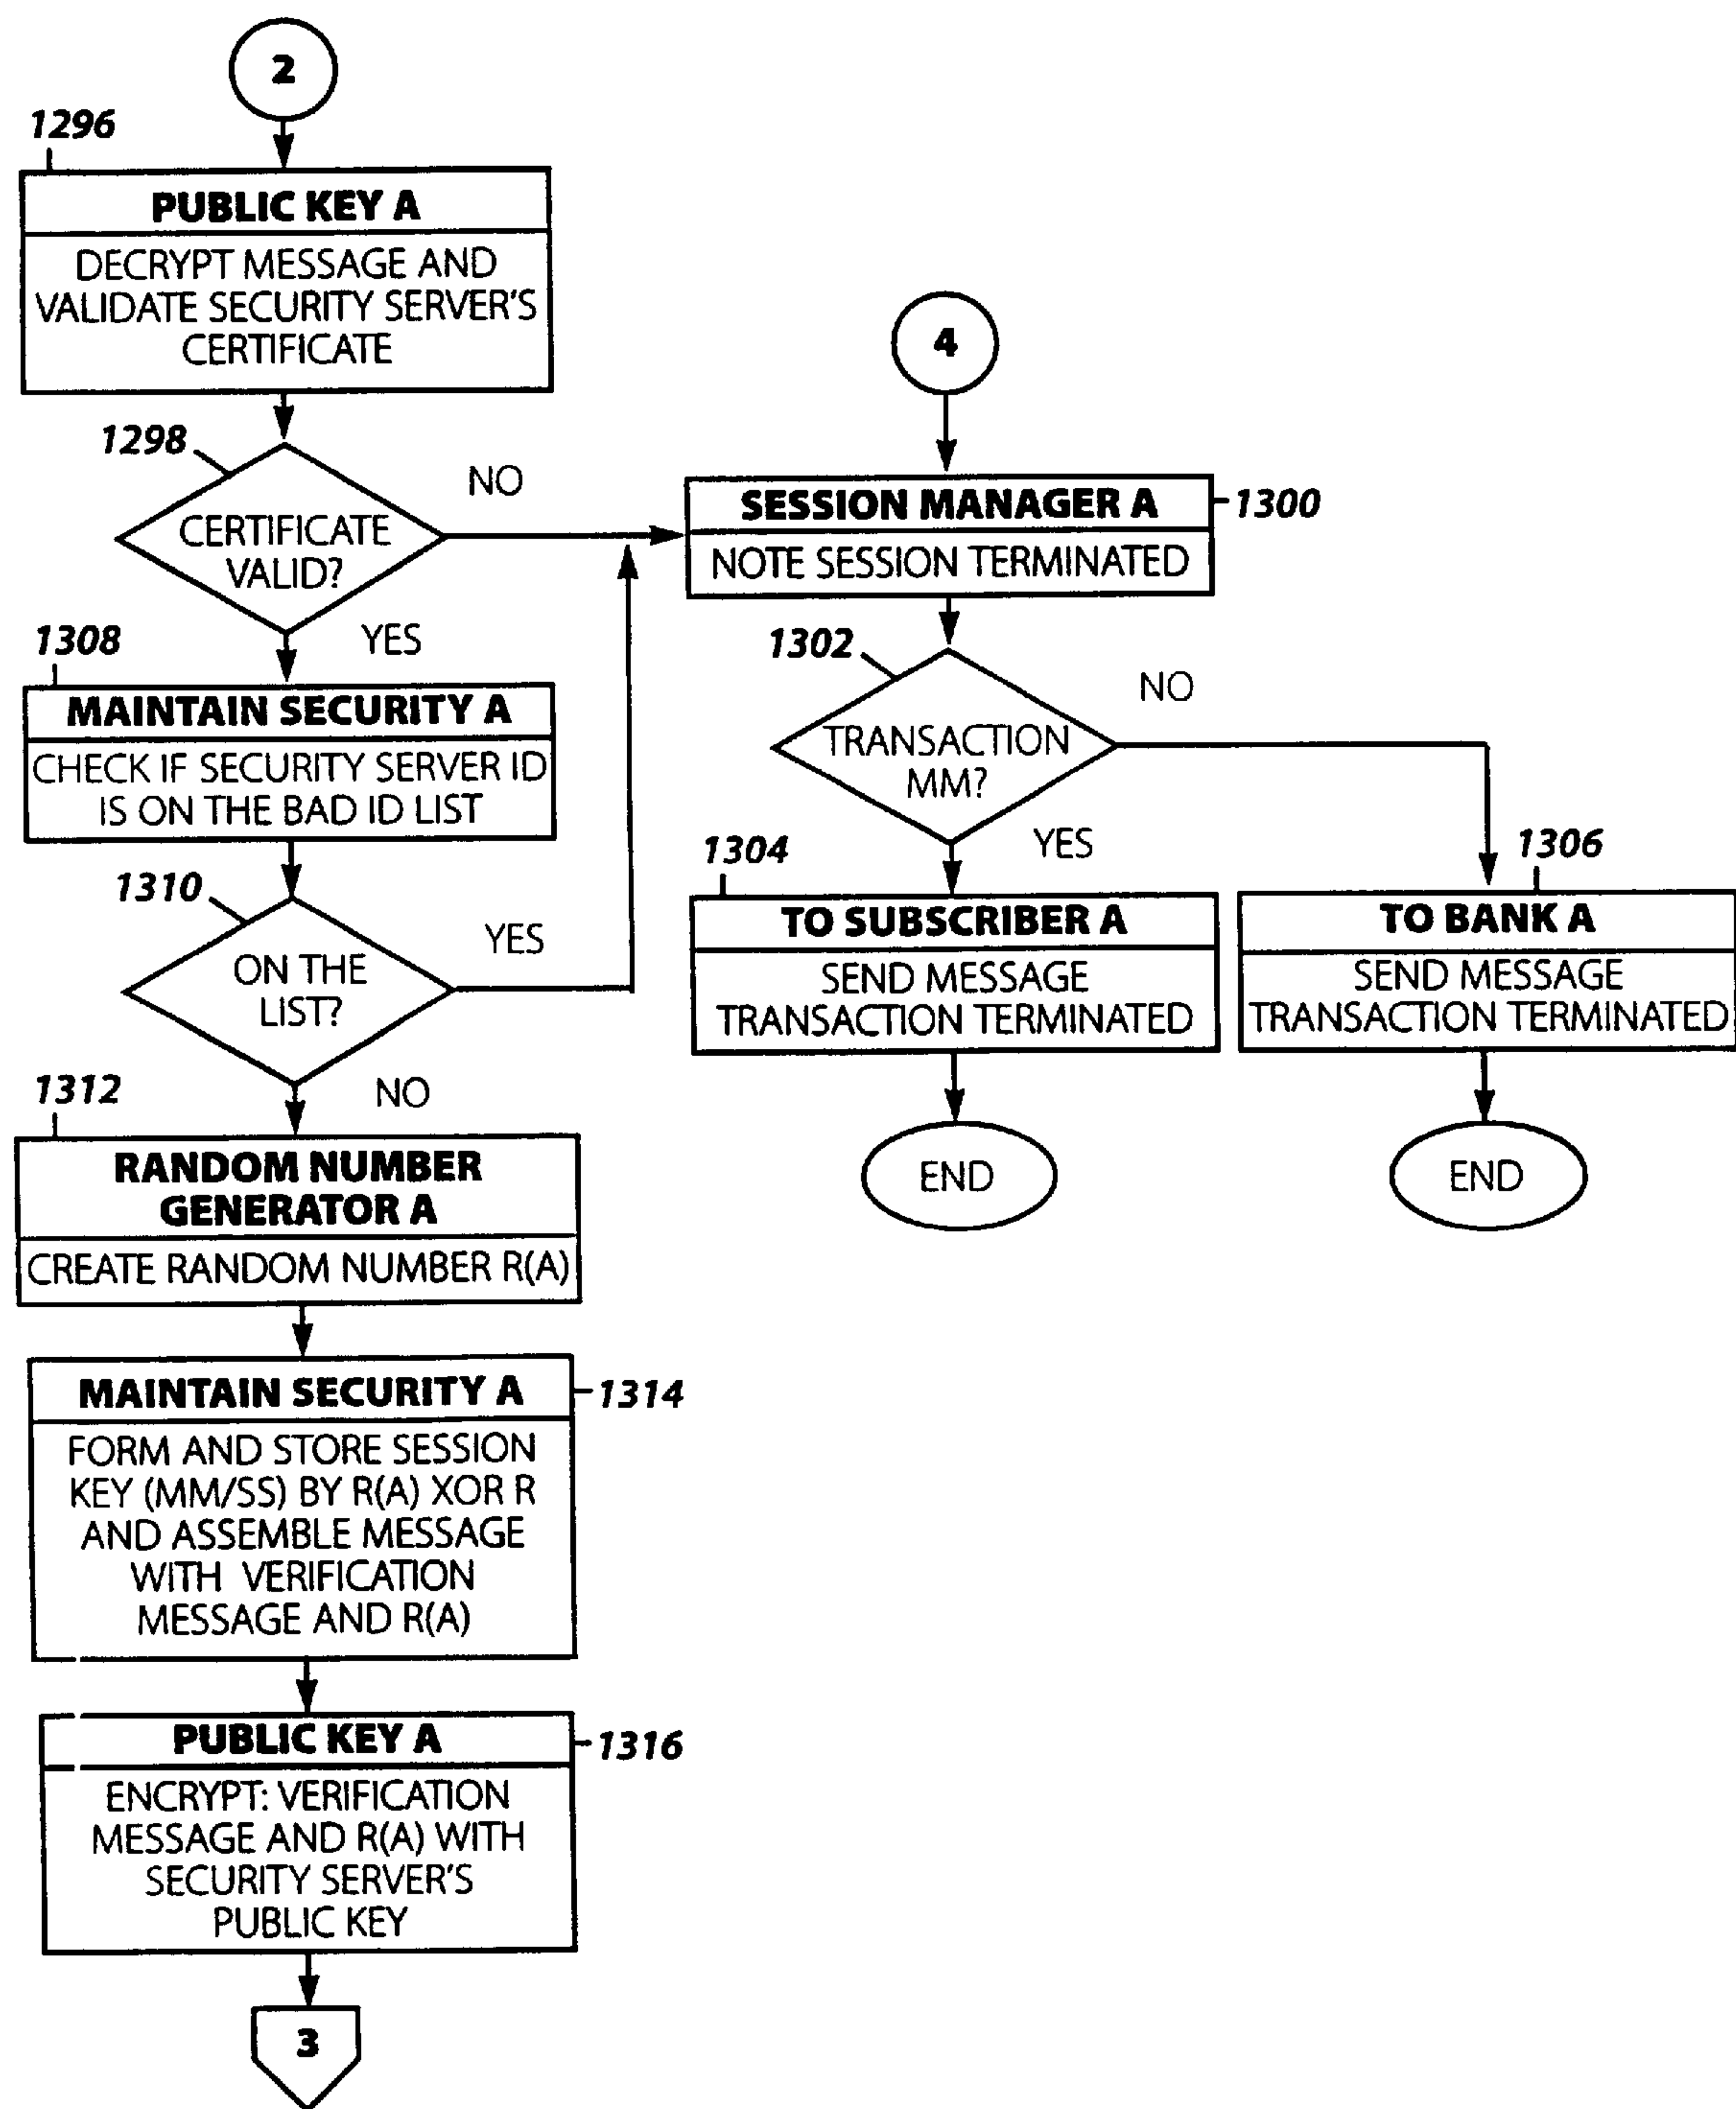 2
1296
PUBLIC KEY A
DECRYPT MESSAGE AND
VALIDATE SECURITY SERVER'S
CERTIFICATE
1298
CERTIFICATE
VALID?
NO
YES
1308
MAINTAIN SECURITY A
CHECK IF SECURITY SERVER ID
IS ON THE BAD ID LIST
1310
ON THE
LIST?
YES
NO
1312
RANDOM NUMBER
GENERATOR A
CREATE RANDOM NUMBER R(A)
MAINTAIN SECURITY A
1314
FORM AND STORE SESSION
KEY (MM/SS) BY R(A) XOR R
AND ASSEMBLE MESSAGE
WITH VERIFICATION
MESSAGE AND R(A)
PUBLIC KEY A
1316
ENCRYPT: VERIFICATION
MESSAGE AND R(A) WITH
SECURITY SERVER'S
PUBLIC KEY
3
4
SESSION MANAGER A
1300
NOTE SESSION TERMINATED
1302
TRANSACTION
MM?
NO
YES
1304
TO SUBSCRIBER A
SEND MESSAGE
TRANSACTION TERMINATED
END
1306
TO BANK A
SEND MESSAGE
TRANSACTION TERMINATED
END